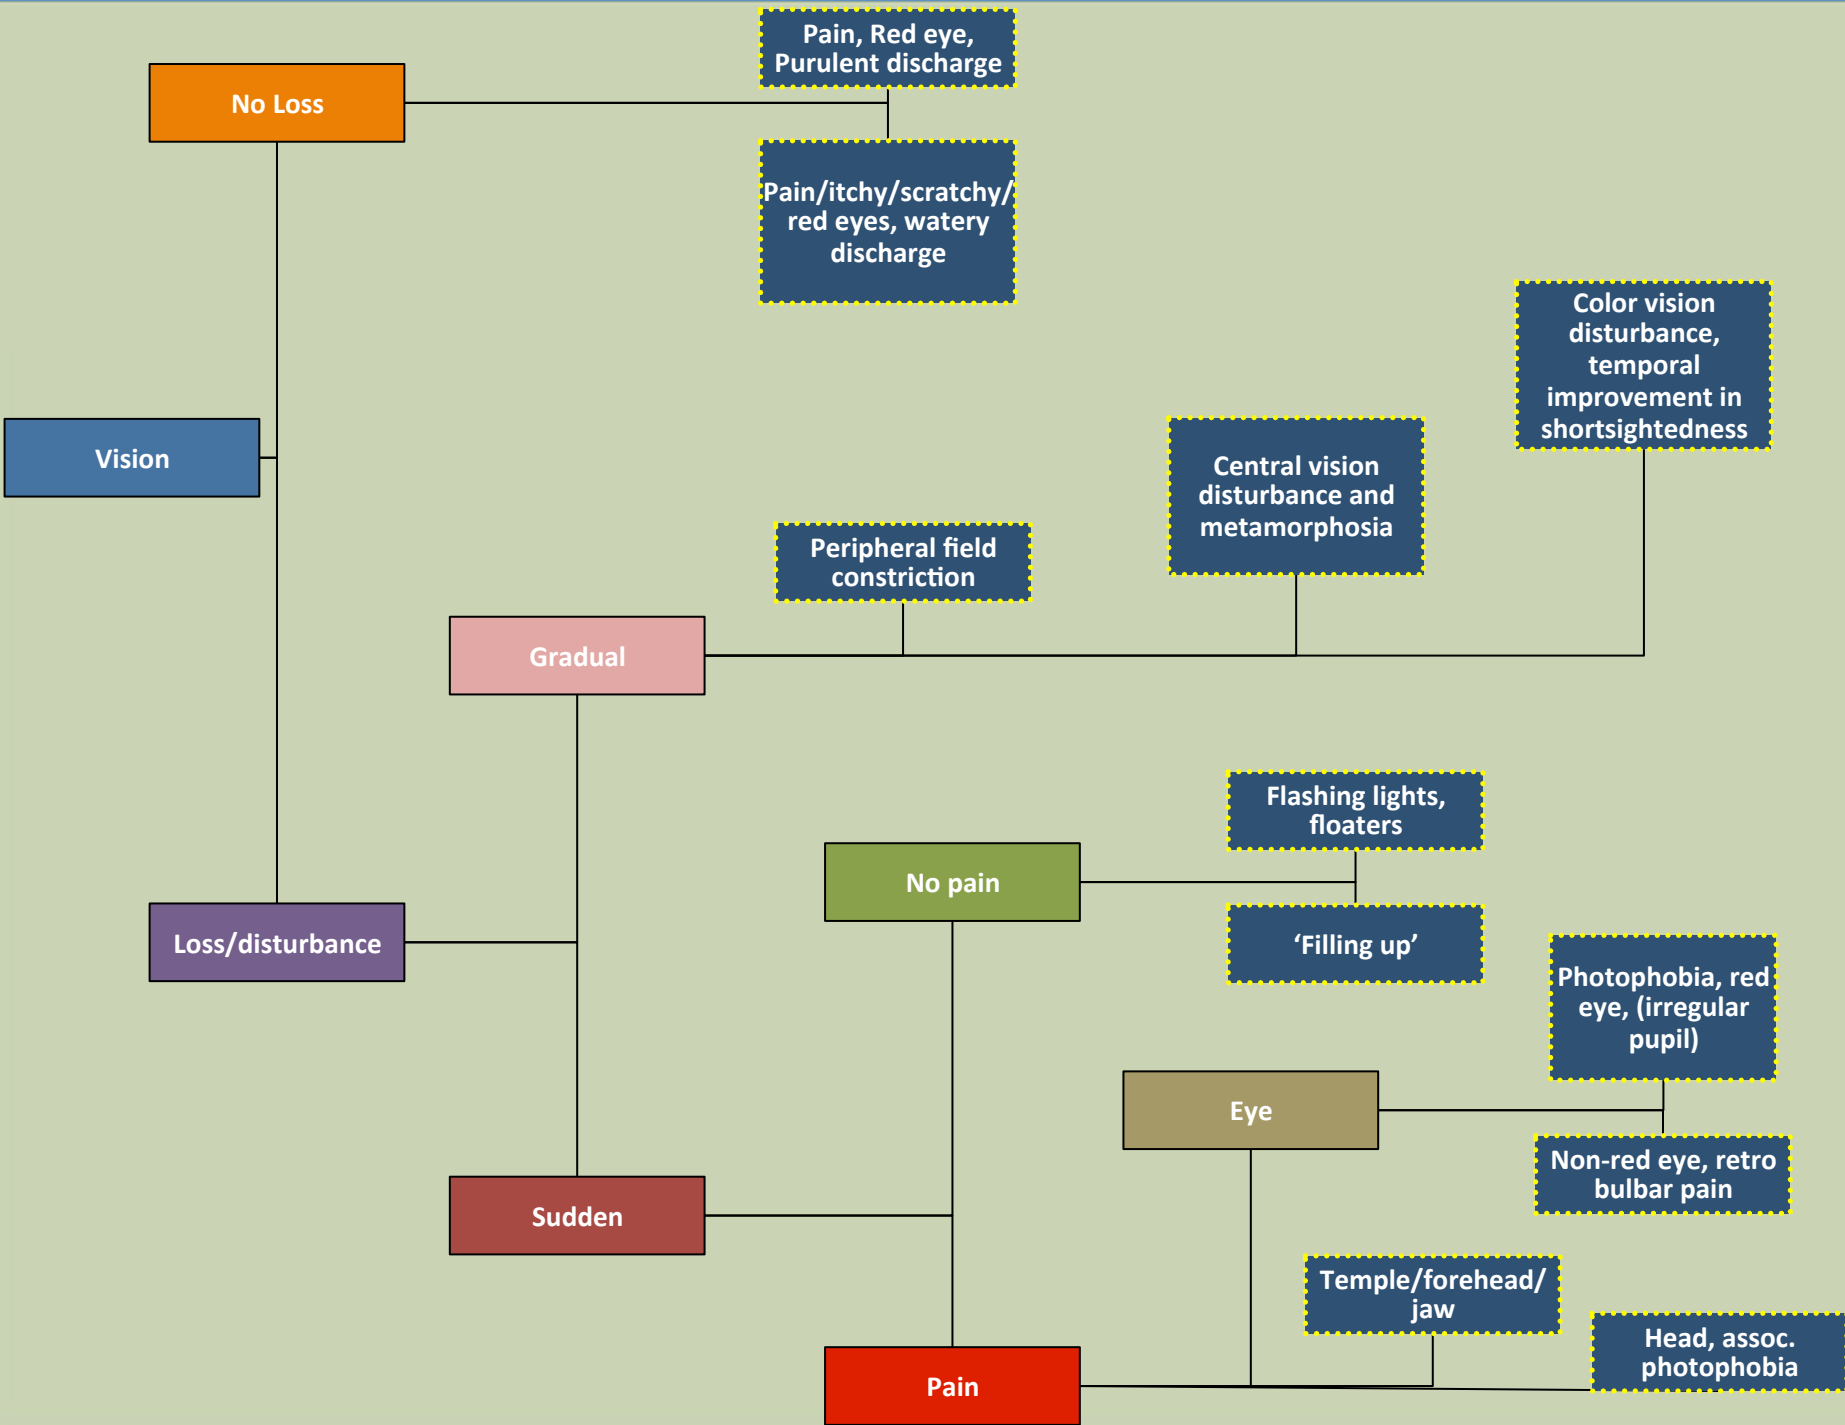 Pain, Red eye,
Purulent discharge
No Loss
Pain/itchy/scratchy/
red eyes, watery
discharge
Color vision
disturbance,
temporal
improvement in
shortsightedness
Vision
Central vision
disturbance and
metamorphosia
Peripheral field
constriction
Gradual
Flashing lights,
floaters
No pain
Loss/disturbance
‘Filling up’
Photophobia, red
eye, (irregular
pupil)
Eye
Non-red eye, retro
bulbar pain
Sudden
Temple/forehead/
jaw
Head, assoc.
photophobia
Pain